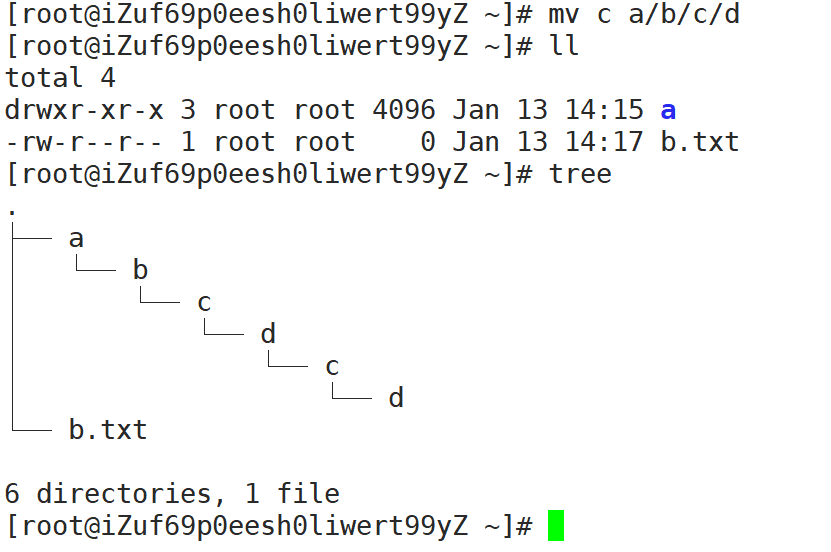 [root@iZuf69p0eesh0liwert99yZ ~]# mv c a/b/c/d
[root@iZuf69p0eesh0liwert99yZ ~]# ll
total 4
drwxr-xr-x 3 root root 4096 Jan 13 14:15 a
-rw-r--r-- 1 root root    0 Jan 13 14:17 b.txt
[root@iZuf69p0eesh0liwert99yZ ~]# tree
.
├── a
│   └── b
│       └── c
│           └── d
│               └── c
│                   └── d
└── b.txt

6 directories, 1 file
[root@iZuf69p0eesh0liwert99yZ ~]#